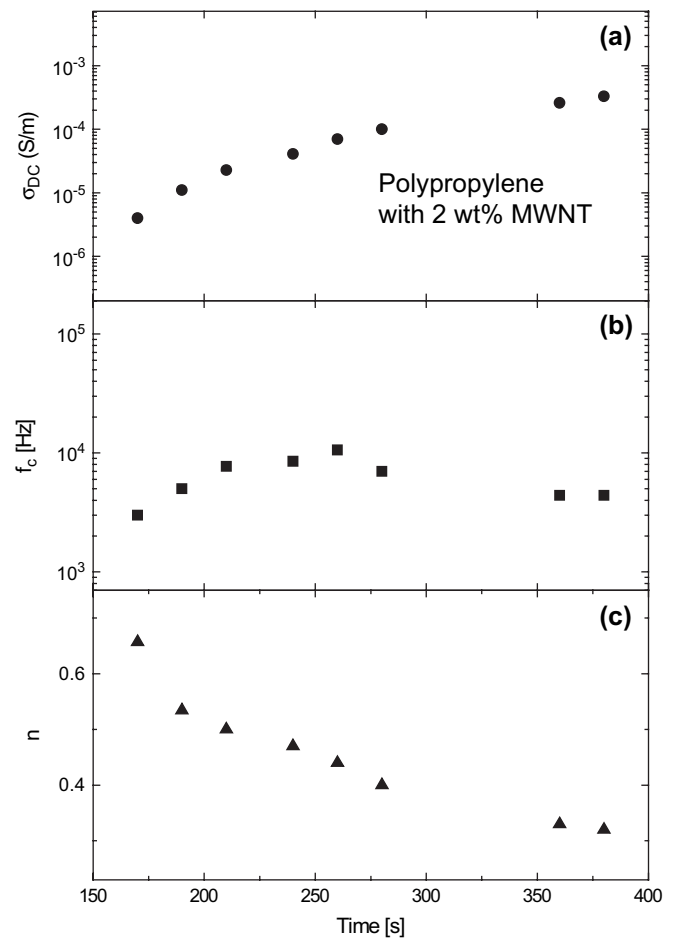 (a)
10⁻³
10⁻⁴
10⁻⁵
10⁻⁶
σDC (S/m)
Polypropylene
with 2 wt% MWNT
(b)
10⁵
10⁴
10³
fc [Hz]
(c)
0.6
0.4
n
150 200 250 300 350 400
Time [s]